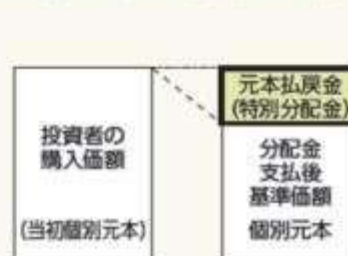 投資者の
購入価額
(当初個別元本)
元本払戻金
(特別分配金)
分配金
支払後
基準価額
個別元本